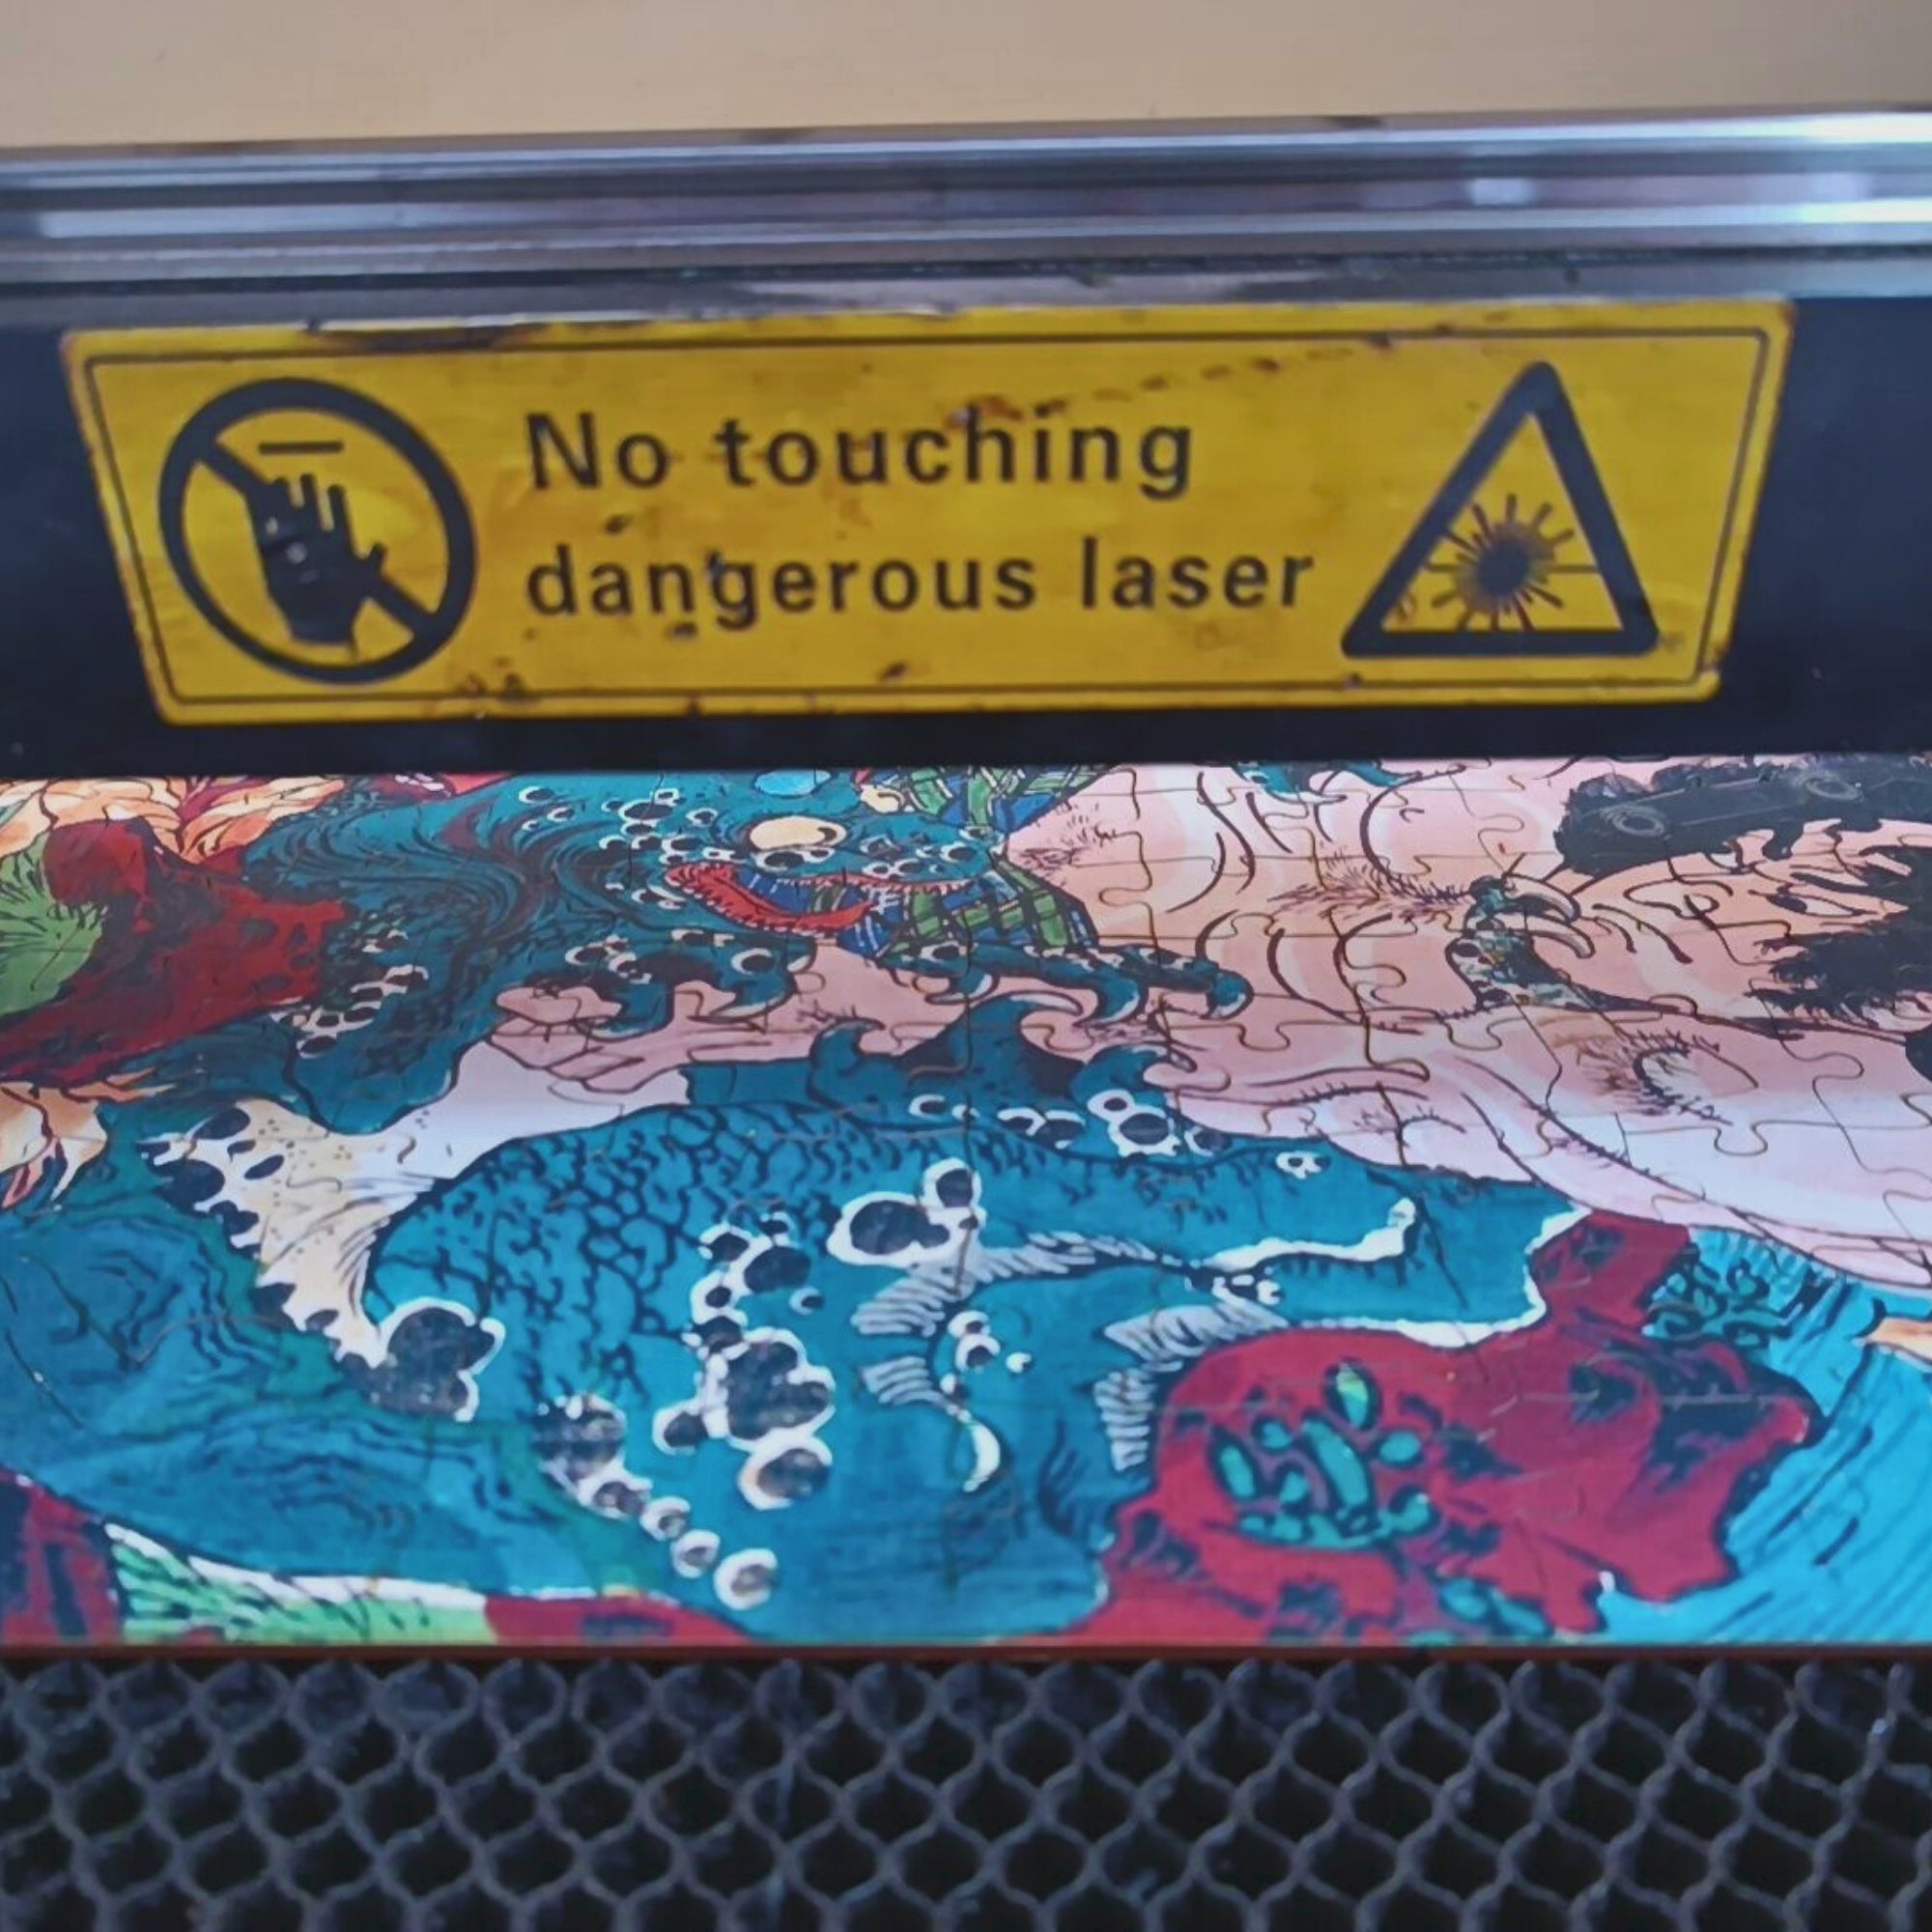 No touching
dangerous laser